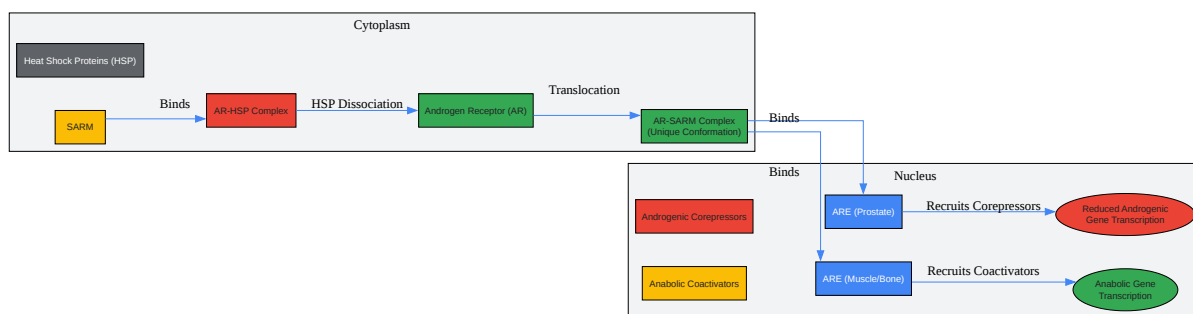 Cytoplasm
Heat Shock Proteins (HSP)
SARM
Binds
AR-HSP Complex
HSP Dissociation
Androgen Receptor (AR)
Translocation
AR-SARM Complex
(Unique Conformation)
Binds
Binds
Nucleus
Androgenic Corepressors
ARE (Prostate)
Recruits Corepressors
Reduced Androgenic
Gene Transcription
Anabolic Coactivators
ARE (Muscle/Bone)
Recruits Coactivators
Anabolic Gene
Transcription